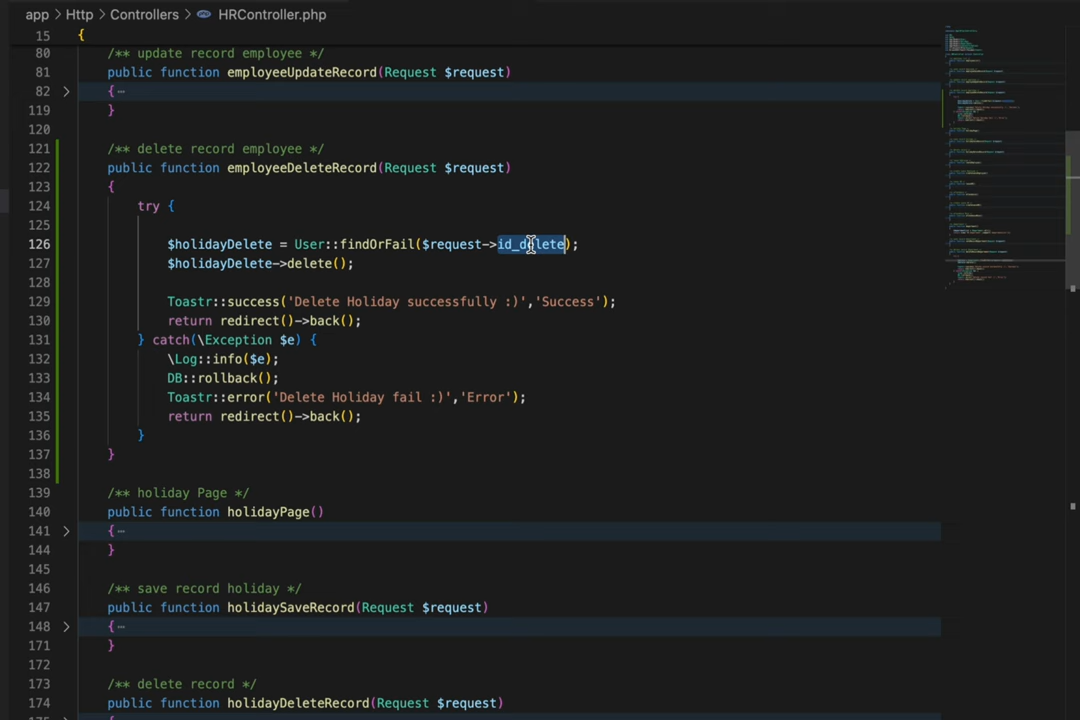 app > Http > Controllers > HRController.php
15 {
80 /** update record employee */
81 public function employeeUpdateRecord(Request $request)
82 > {⋯
119 }
120
121 /** delete record employee */
122 public function employeeDeleteRecord(Request $request)
123 {
124 try {
125
126 $holidayDelete = User::findOrFail($request->id_delete);
127 $holidayDelete->delete();
128
129 Toastr::success('Delete Holiday successfully :)','Success');
130 return redirect()->back();
131 } catch(\Exception $e) {
132 \Log::info($e);
133 DB::rollback();
134 Toastr::error('Delete Holiday fail :)','Error');
135 return redirect()->back();
136 }
137 }
138
139 /** holiday Page */
140 public function holidayPage()
141 > {⋯
144 }
145
146 /** save record holiday */
147 public function holidaySaveRecord(Request $request)
148 > {⋯
171 }
172
173 /** delete record */
174 public function holidayDeleteRecord(Request $request)